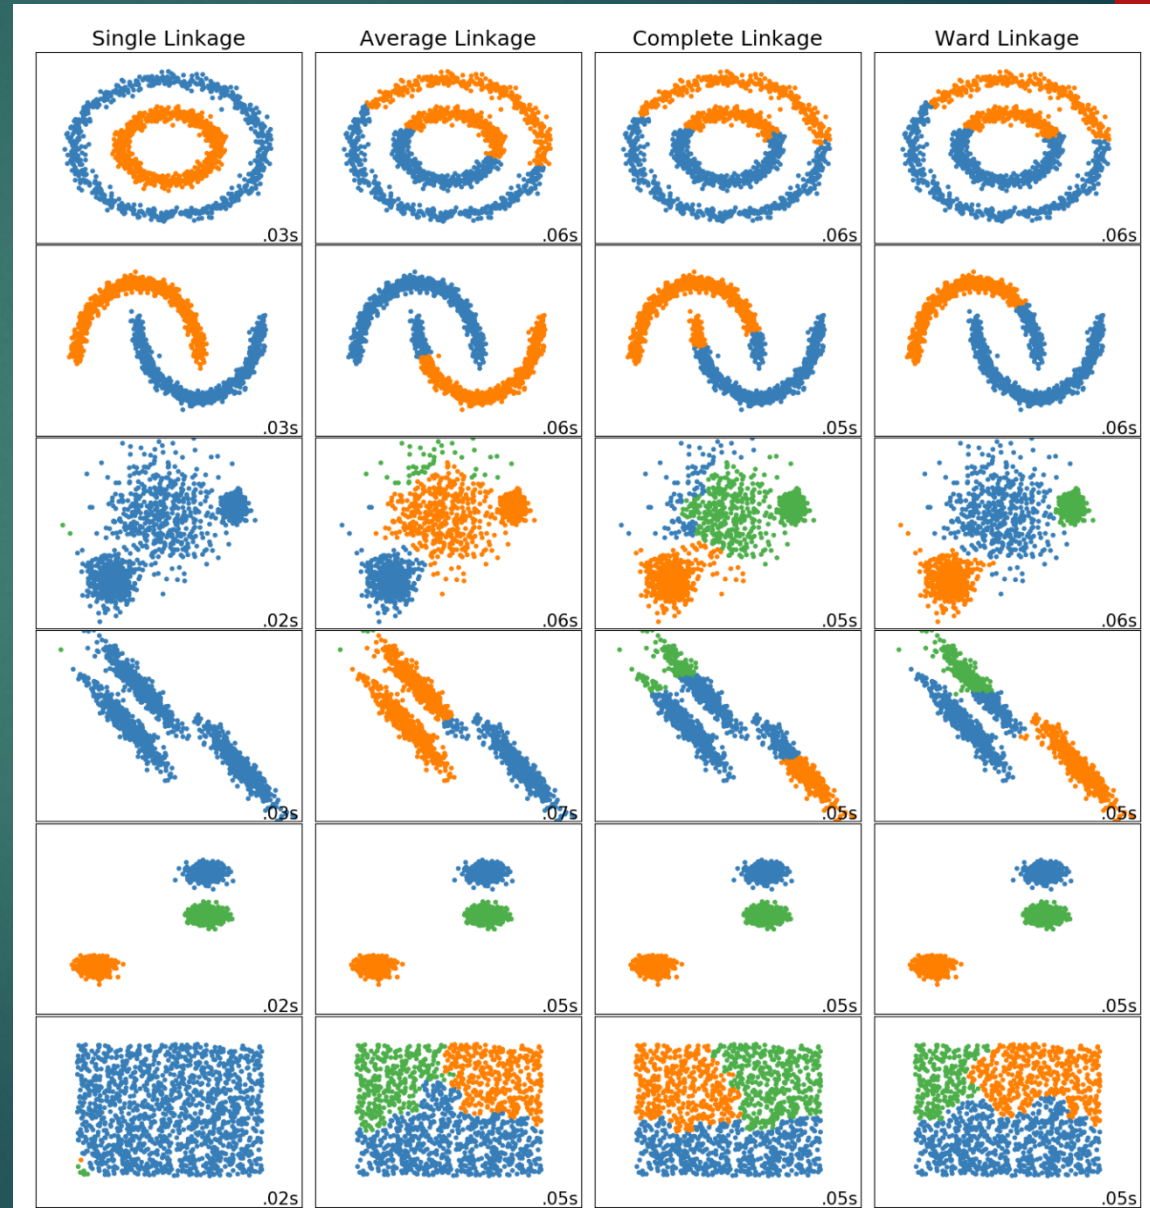 Single Linkage
Average Linkage
Complete Linkage
Ward Linkage
.03s
.06s
.06s
.06s
.03s
.06s
.05s
.06s
.02s
.06s
.05s
.06s
.03s
.07s
.05s
.05s
.02s
.05s
.05s
.05s
.02s
.05s
.05s
.05s